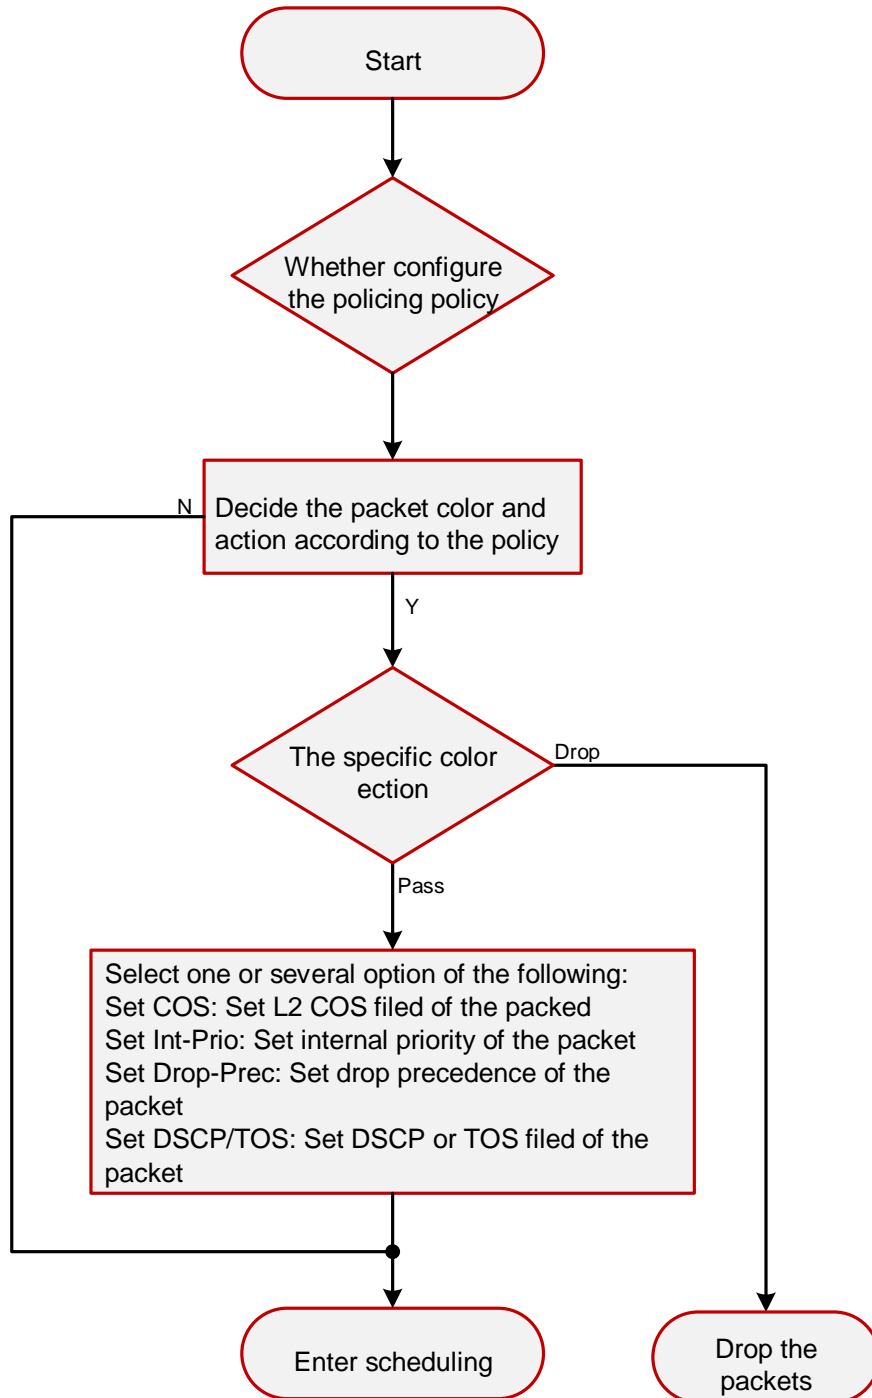 Start
Whether configure
the policing policy
N
Decide the packet color and
action according to the policy
Y
The specific color
ection
Drop
Pass
Select one or several option of the following:
Set COS: Set L2 COS filed of the packed
Set Int-Prio: Set internal priority of the packet
Set Drop-Prec: Set drop precedence of the
packet
Set DSCP/TOS: Set DSCP or TOS filed of the
packet
Enter scheduling
Drop the
packets